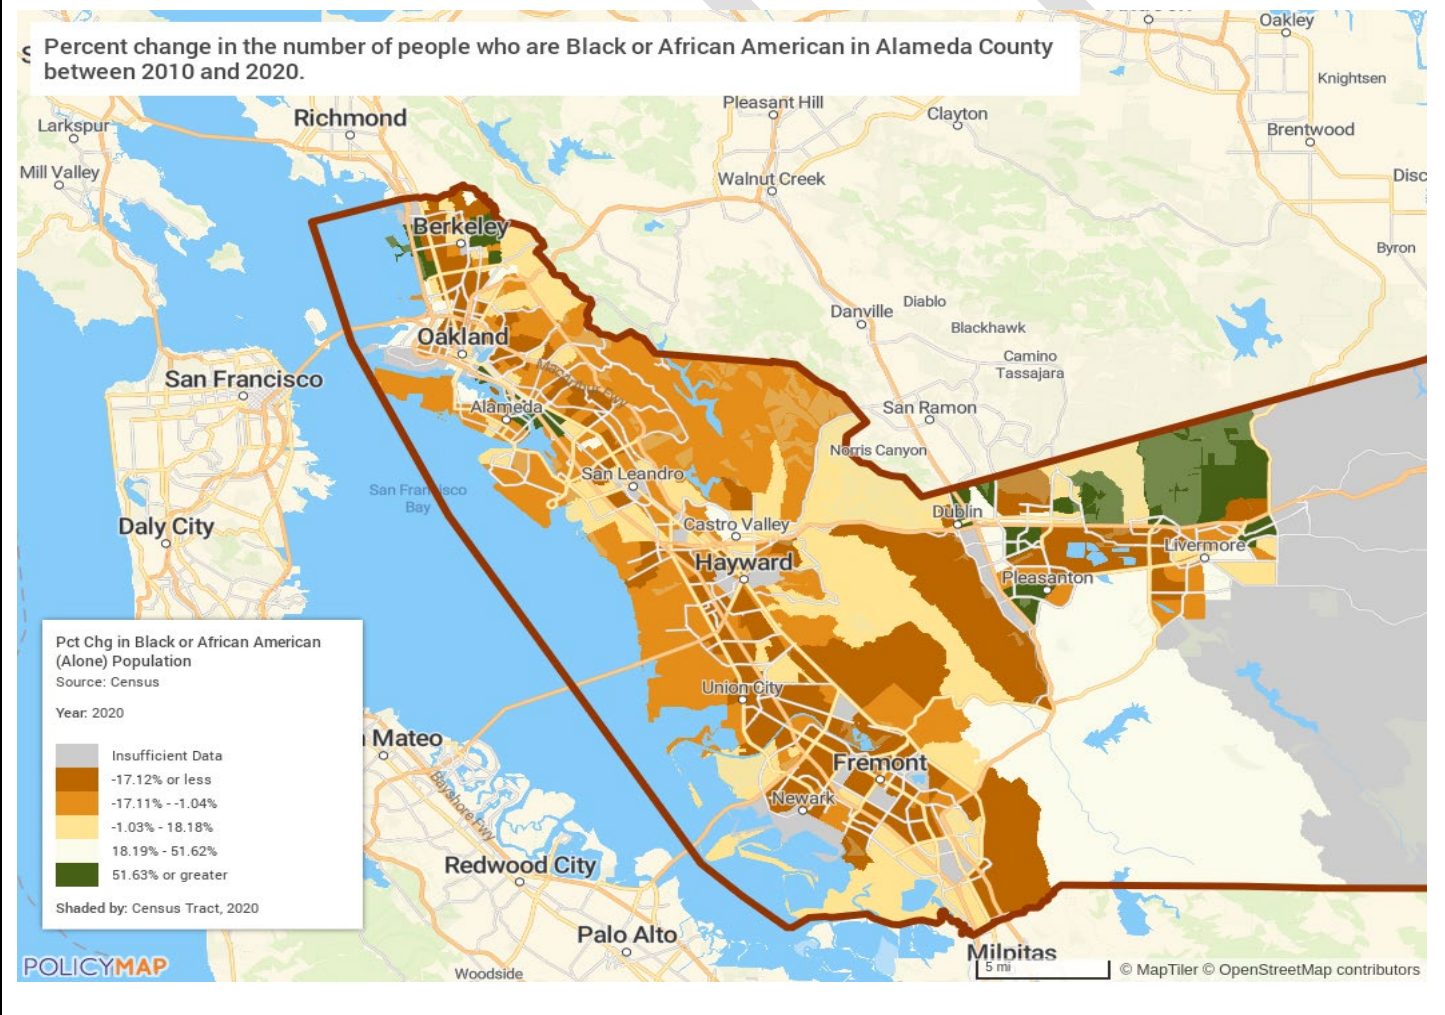 Percent change in the number of people who are Black or African American in Alameda County
between 2010 and 2020.
Oakley
Knightsen
Pleasant Hill
Clayton
Richmond
Larkspur
Brentwood
Mill Valley
Walnut Creek
Disc
Berkeley
Byron
Danville
Diablo
Blackhawk
Oakland
Camino
Tassajara
San Francisco
MacArthur Fwy
Alameda
San Ramon
Norris Canyon
San Leandro
San Francisco
Bay
Daly City
Castro Valley
Dublin
Livermore
Hayward
Pleasanton
Pct Chg in Black or African American
(Alone) Population
Source: Census
Year: 2020
Insufficient Data
-17.12% or less
-17.11% - -1.04%
-1.03% - 18.18%
18.19% - 51.62%
51.63% or greater
Shaded by: Census Tract, 2020
Union City
Mateo
Fremont
Bayshore Fwy
Newark
Redwood City
Palo Alto
Milpitas
Woodside
POLICYMAP
5 mi
© MapTiler © OpenStreetMap contributors